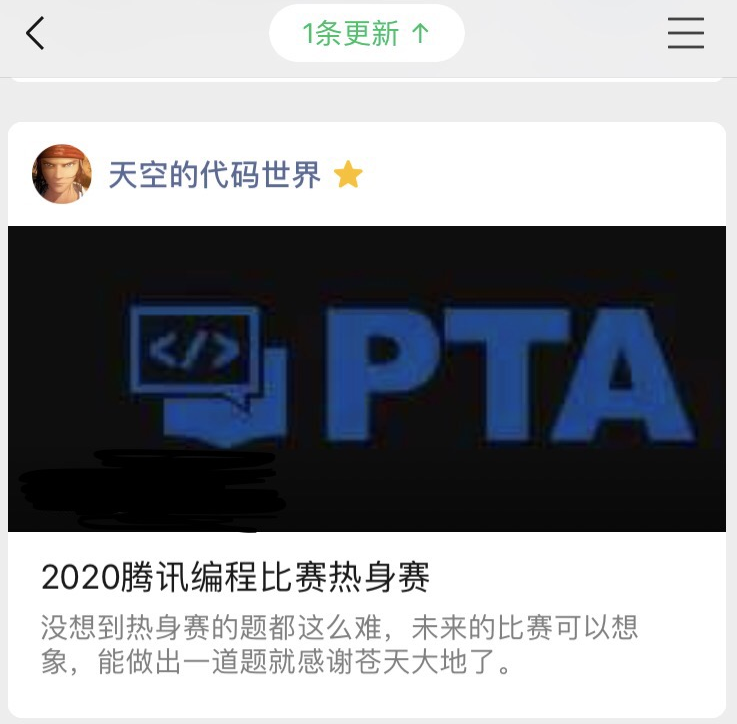 1条更新 ↑
天空的代码世界
</> PTA
2020腾讯编程比赛热身赛
没想到热身赛的题都这么难，未来的比赛可以想
象，能做出一道题就感谢苍天大地了。